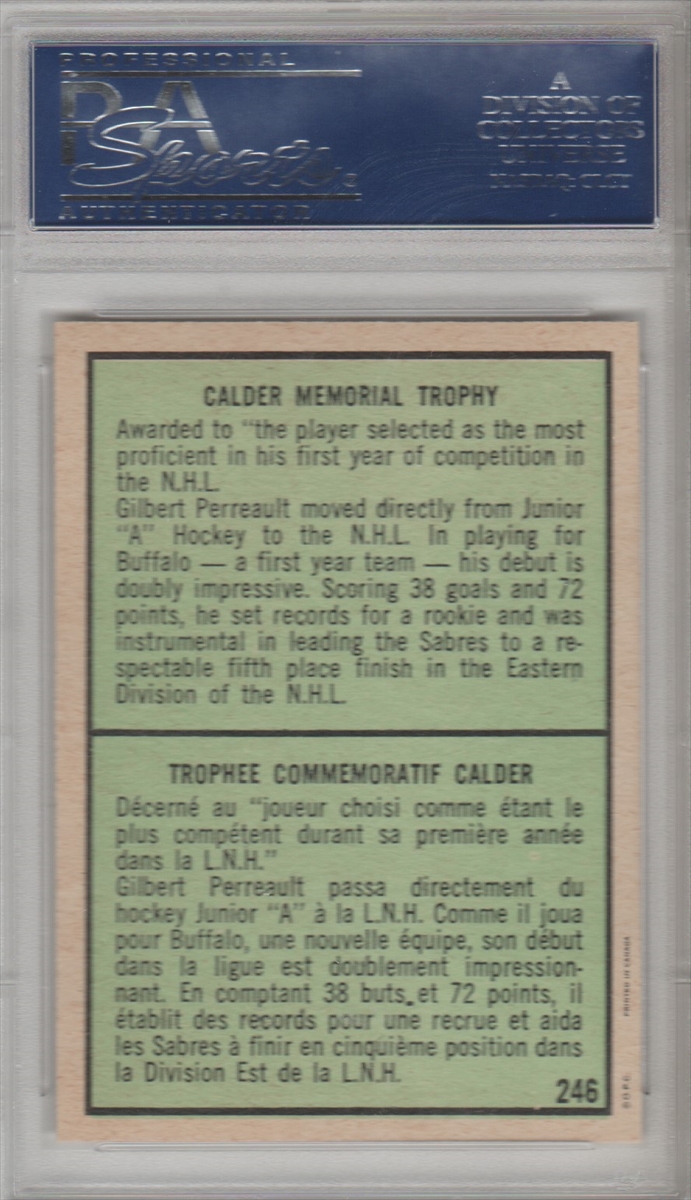 PROFESSIONAL
PSA
Sports
AUTHENTICATOR
A
DIVISION OF
COLLECTORS
UNIVERSE
NASDAQ: CLCT
CALDER MEMORIAL TROPHY
Awarded to "the player selected as the most
proficient in his first year of competition in
the N.H.L.
Gilbert Perreault moved directly from Junior
"A" Hockey to the N.H.L. In playing for
Buffalo — a first year team — his debut is
doubly impressive. Scoring 38 goals and 72
points, he set records for a rookie and was
instrumental in leading the Sabres to a re-
spectable fifth place finish in the Eastern
Division of the N.H.L.
TROPHEE COMMEMORATIF CALDER
Décerné au "joueur choisi comme étant le
plus compétent durant sa première année
dans la L.N.H."
Gilbert Perreault passa directement du
hockey Junior "A" à la L.N.H. Comme il joua
pour Buffalo, une nouvelle équipe, son début
dans la ligue est doublement impression-
nant. En comptant 38 buts, et 72 points, il
établit des records pour une recrue et aida
les Sabres à finir en cinquième position dans
la Division Est de la L.N.H.
246
O.P.C. PRINTED IN CANADA